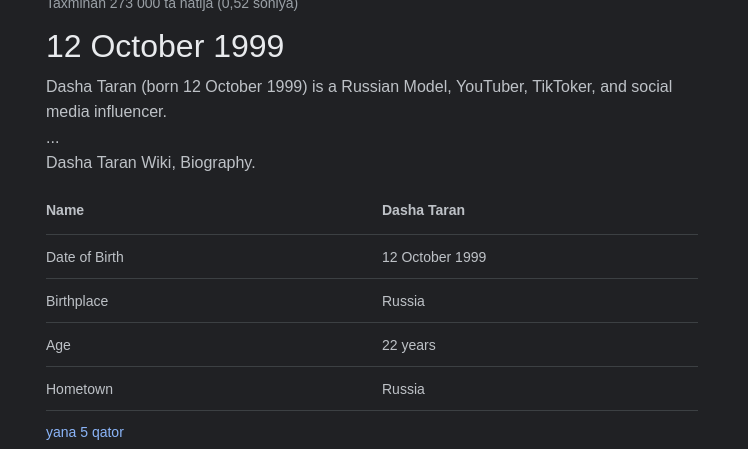 Taxminan 273 000 ta natija (0,52 soniya)
12 October 1999
Dasha Taran (born 12 October 1999) is a Russian Model, YouTuber, TikToker, and social
media influencer.
...
Dasha Taran Wiki, Biography.
Name Dasha Taran
Date of Birth 12 October 1999
Birthplace Russia
Age 22 years
Hometown Russia
yana 5 qator